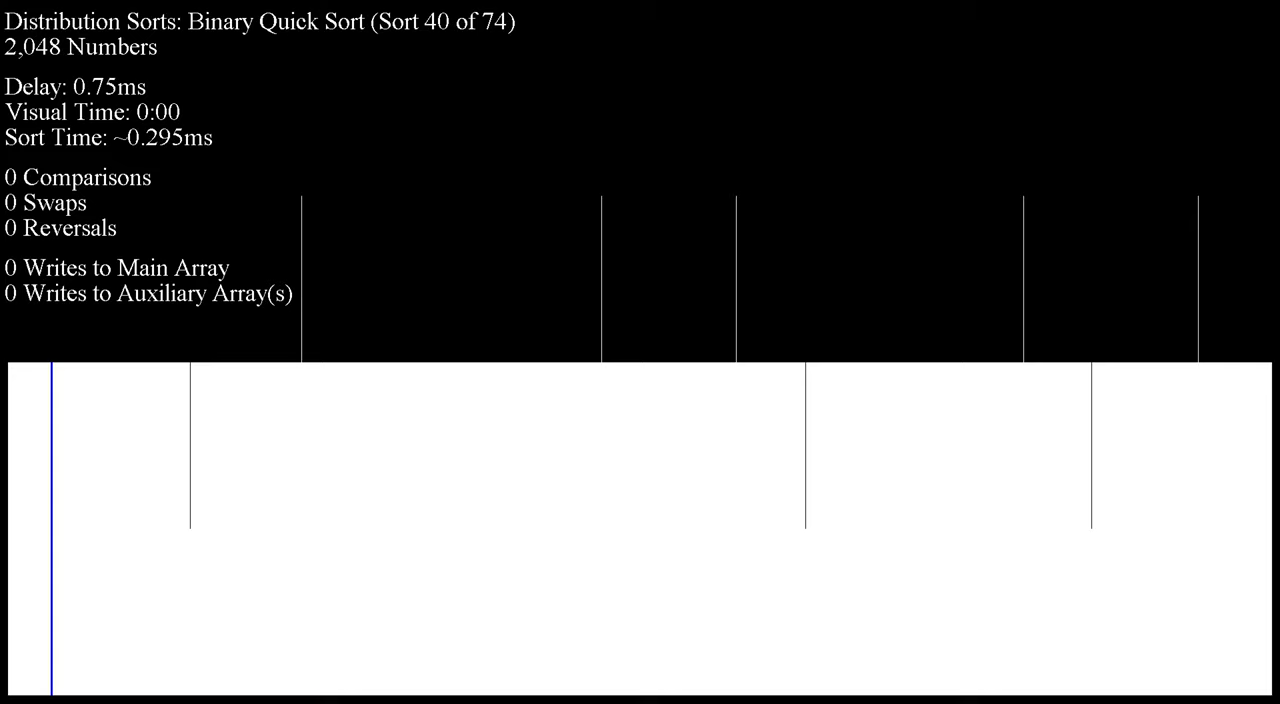 Distribution Sorts: Binary Quick Sort (Sort 40 of 74)
2,048 Numbers
Delay: 0.75ms
Visual Time: 0:00
Sort Time: ~0.295ms
0 Comparisons
0 Swaps
0 Reversals
0 Writes to Main Array
0 Writes to Auxiliary Array(s)